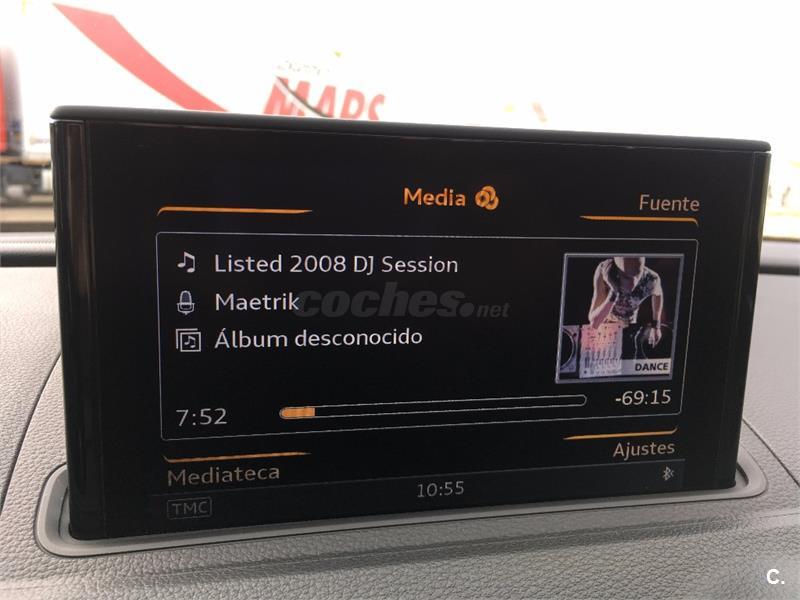 MARS
Media
Fuente
Listed 2008 DJ Session
Maetrik
coches.net
Álbum desconocido
DANCE
7:52
-69:15
Mediateca
Ajustes
10:55
TMC
C.